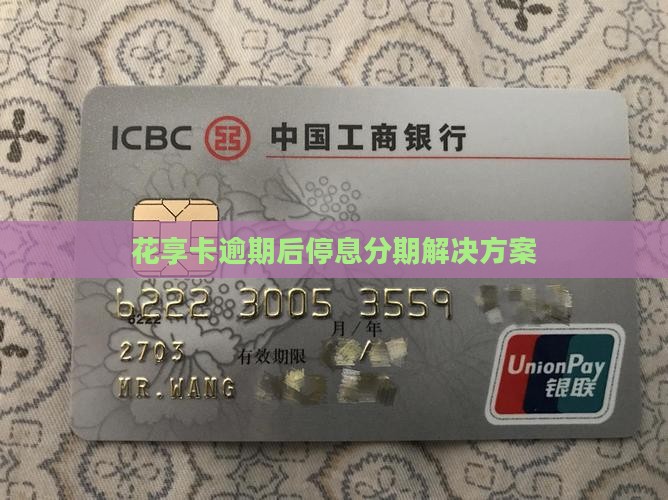 ICBC 中国工商银行
花享卡逾期后停息分期解决方案
6222 3005 3559
6222
月/年
2703 有效期限 /
MR.WANG
UnionPay
银联